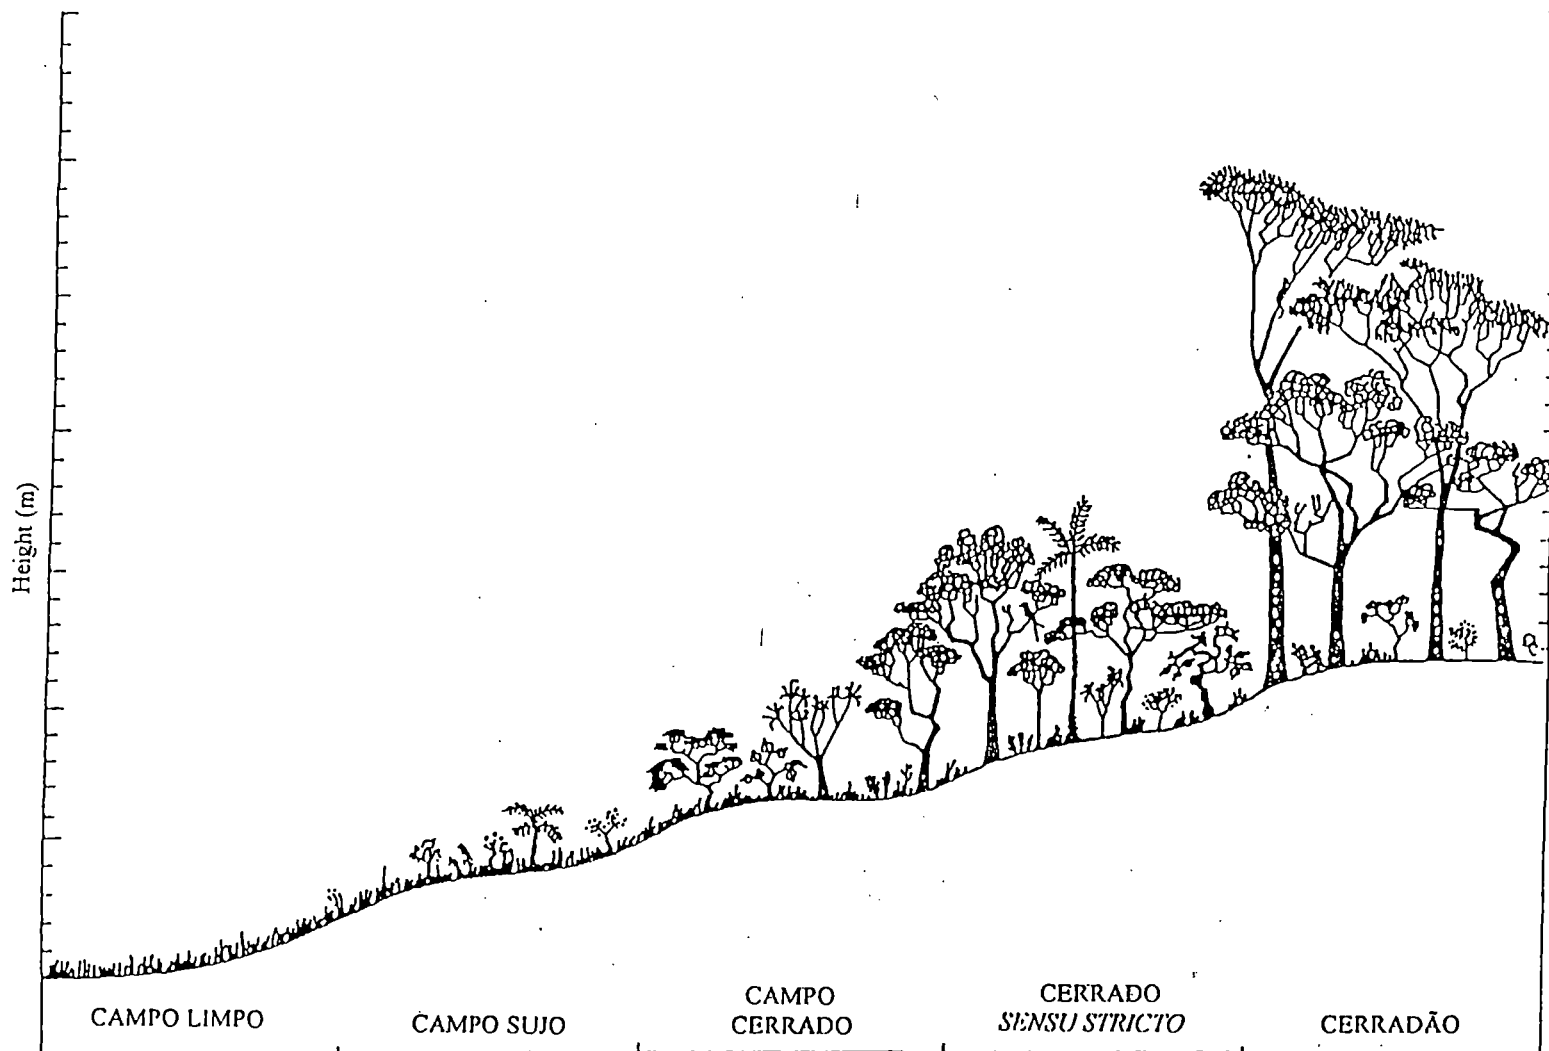 Height (m)
CAMPO LIMPO
CAMPO SUJO
CAMPO
CERRADO
CERRADO
SENSU STRICTO
CERRADÃO